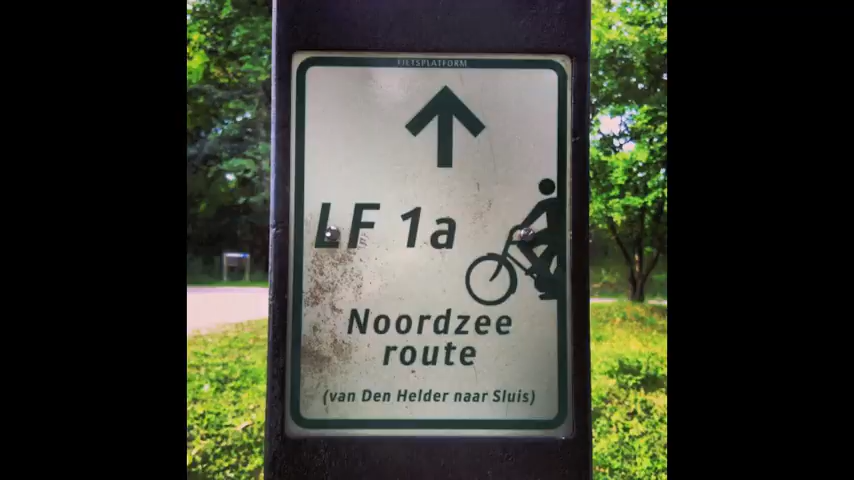 FIETSPLATFORM
LF 1a
Noordzee
route
(van Den Helder naar Sluis)